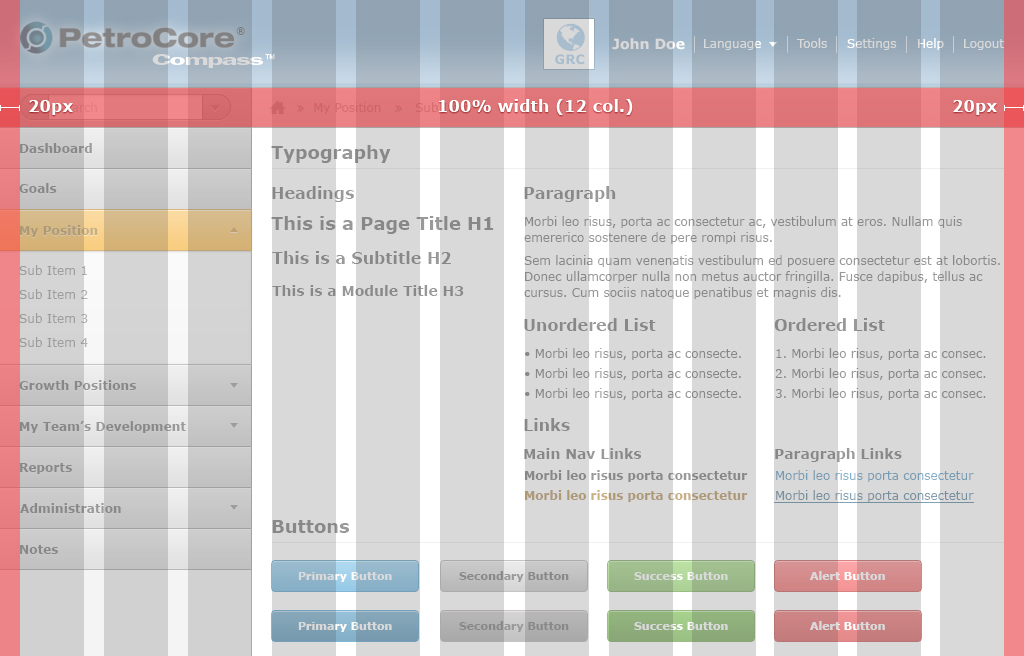 PetroCore®
Compass™
GRC
John Doe
Language
Tools
Settings
Help
Logout
20px
My Position
»
Sub
100% width (12 col.)
20px
Dashboard
Goals
My Position
Sub Item 1
Sub Item 2
Sub Item 3
Sub Item 4
Growth Positions
My Team’s Development
Reports
Administration
Notes
Typography
Headings
This is a Page Title H1
This is a Subtitle H2
This is a Module Title H3
Paragraph
Morbi leo risus, porta ac consectetur ac, vestibulum at eros. Nullam quis
emererico sostenere de pere rompi risus.
Sem lacinia quam venenatis vestibulum ed posuere consectetur est at lobortis.
Donec ullamcorper nulla non metus auctor fringilla. Fusce dapibus, tellus ac
cursus. Cum sociis natoque penatibus et magnis dis.
Unordered List
• Morbi leo risus, porta ac consecte.
• Morbi leo risus, porta ac consecte.
• Morbi leo risus, porta ac consecte.
Ordered List
1. Morbi leo risus, porta ac consec.
2. Morbi leo risus, porta ac consec.
3. Morbi leo risus, porta ac consec.
Links
Main Nav Links
Morbi leo risus porta consectetur
Morbi leo risus porta consectetur
Paragraph Links
Morbi leo risus porta consectetur
Morbi leo risus porta consectetur
Buttons
Primary Button
Secondary Button
Success Button
Alert Button
Primary Button
Secondary Button
Success Button
Alert Button